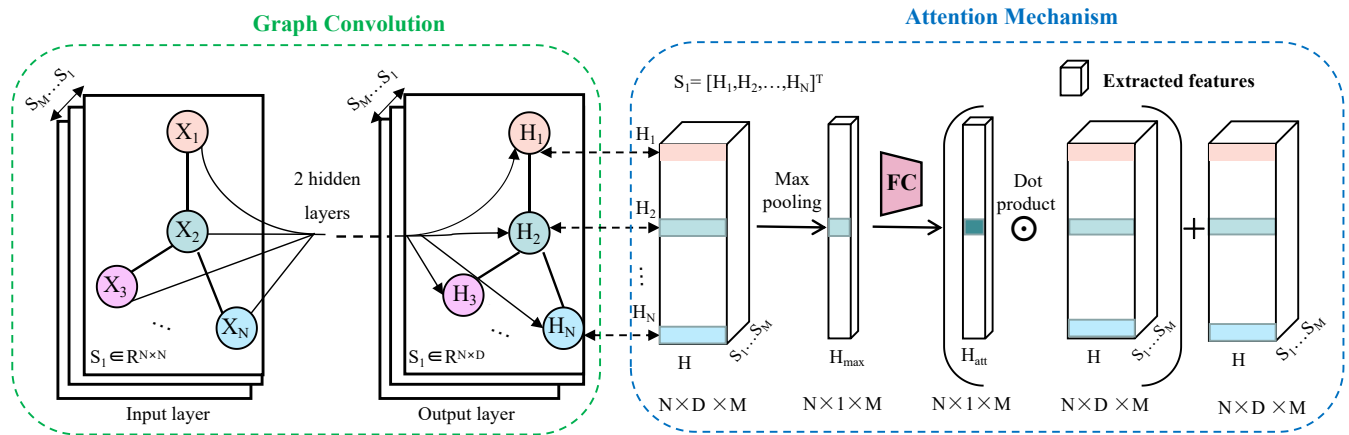 Graph Convolution
S_M...S_1
X_1
X_2
X_3
...
X_N
S_1∈R^{N×N}
Input layer
2 hidden
layers
S_M...S_1
H_1
H_2
H_3
...
H_N
S_1∈R^{N×D}
Output layer
Attention Mechanism
S_1= [H_1,H_2,…,H_N]^T
Extracted features
H_1
H_2
...
H_N
H
S_1...S_M
N×D ×M
Max
pooling
H_max
N×1×M
FC
H_att
N×1×M
Dot
product
⊙
H
S_1...S_M
N×D ×M
+
H
S_1...S_M
N×D ×M